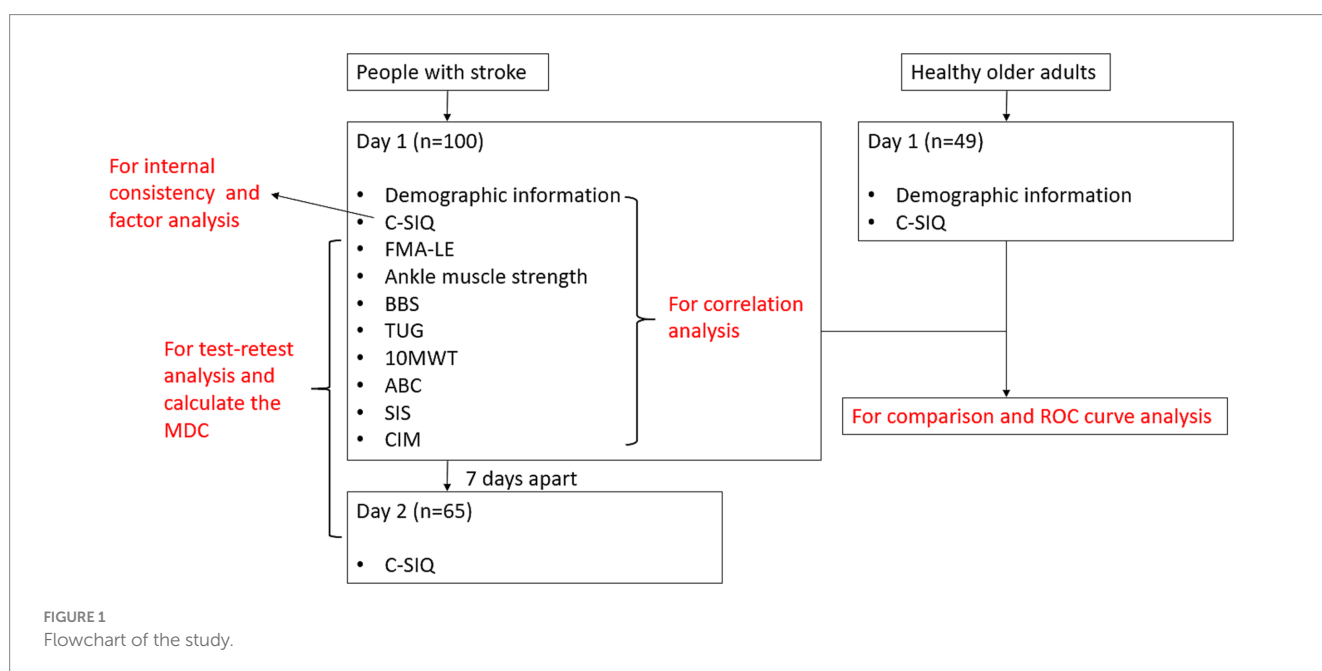 People with stroke
Healthy older adults
Day 1 (n=100)
• Demographic information
• C-SIQ
• FMA-LE
• Ankle muscle strength
• BBS
• TUG
• 10MWT
• ABC
• SIS
• CIM
For internal
consistency and
factor analysis
For test-retest
analysis and
calculate the
MDC
For correlation
analysis
Day 1 (n=49)
• Demographic information
• C-SIQ
For comparison and ROC curve analysis
7 days apart
Day 2 (n=65)
• C-SIQ
FIGURE 1
Flowchart of the study.